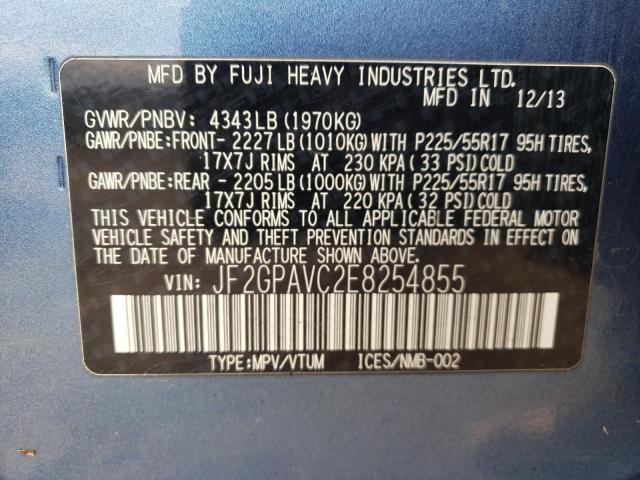 MFD BY FUJI HEAVY INDUSTRIES LTD.
MFD IN 12/13
GVWR/PNBV: 4343LB (1970KG)
GAWR/PNBE:FRONT- 2227LB (1010KG) WITH P225/55R17 95H TIRES,
17X7J RIMS AT 230 KPA (33 PSI) COLD
GAWR/PNBE:REAR - 2205LB (1000KG) WITH P225/55R17 95H TIRES,
17X7J RIMS AT 220 KPA (32 PSI) COLD
THIS VEHICLE CONFORMS TO ALL APPLICABLE FEDERAL MOTOR
VEHICLE SAFETY AND THEFT PREVENTION STANDARDS IN EFFECT
ON THE DATE OF MANUFACTURE SHOWN ABOVE.
VIN: JF2GPAVC2E8254855
TYPE:MPV/VTUM ICES/NMB-002